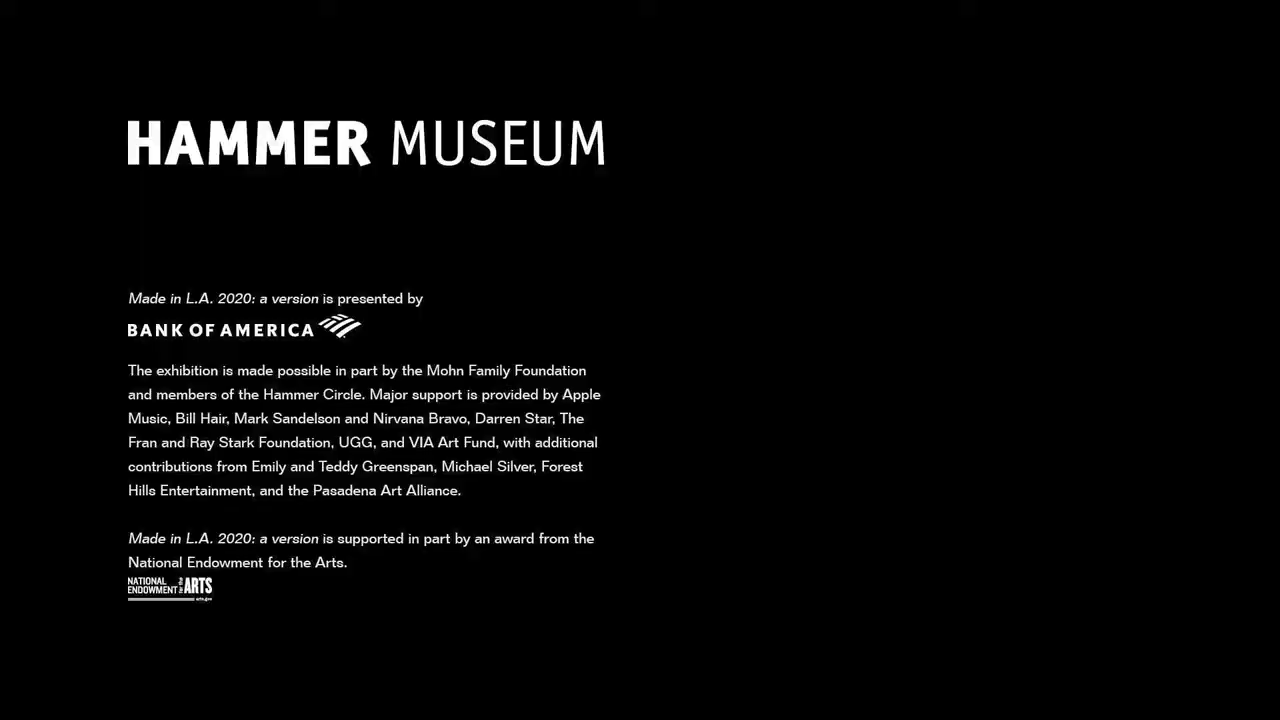 HAMMER MUSEUM
Made in L.A. 2020: a version is presented by
BANK OF AMERICA
The exhibition is made possible in part by the Mohn Family Foundation
and members of the Hammer Circle. Major support is provided by Apple
Music, Bill Hair, Mark Sandelson and Nirvana Bravo, Darren Star, The
Fran and Ray Stark Foundation, UGG, and VIA Art Fund, with additional
contributions from Emily and Teddy Greenspan, Michael Silver, Forest
Hills Entertainment, and the Pasadena Art Alliance.
Made in L.A. 2020: a version is supported in part by an award from the
National Endowment for the Arts.
NATIONAL
ENDOWMENT for the ARTS
arts.gov